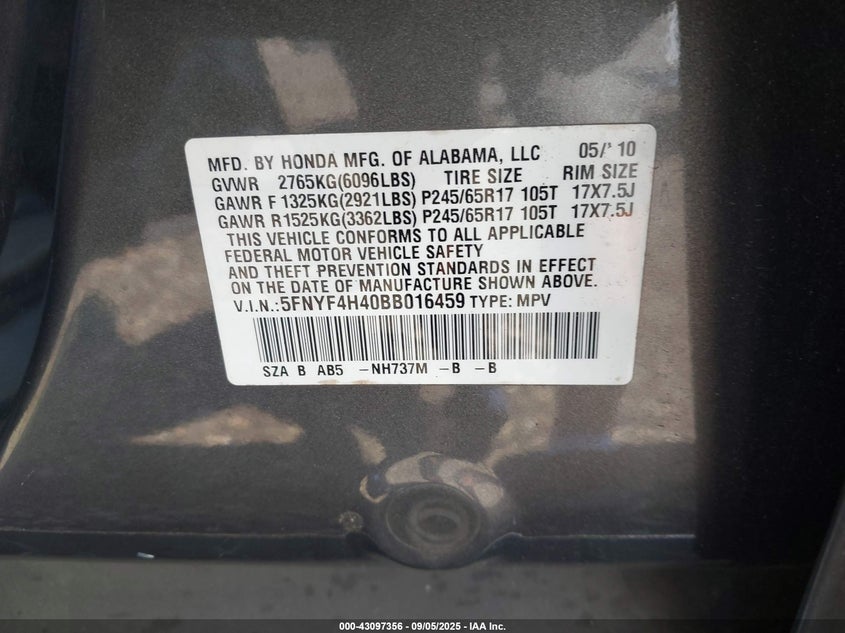 MFD. BY HONDA MFG. OF ALABAMA, LLC 05/' 10
GVWR 2765KG(6096LBS) TIRE SIZE RIM SIZE
GAWR F 1325KG(2921LBS) P245/65R17 105T 17X7.5J
GAWR R1525KG(3362LBS) P245/65R17 105T 17X7.5J
THIS VEHICLE CONFORMS TO ALL APPLICABLE
FEDERAL MOTOR VEHICLE SAFETY
AND THEFT PREVENTION STANDARDS IN EFFECT
ON THE DATE OF MANUFACTURE SHOWN ABOVE.
V.I.N.:5FNYF4H40BB016459 TYPE: MPV
SZA B AB5 -NH737M -B -B
000-43097356 - 09/05/2025 - IAA Inc.